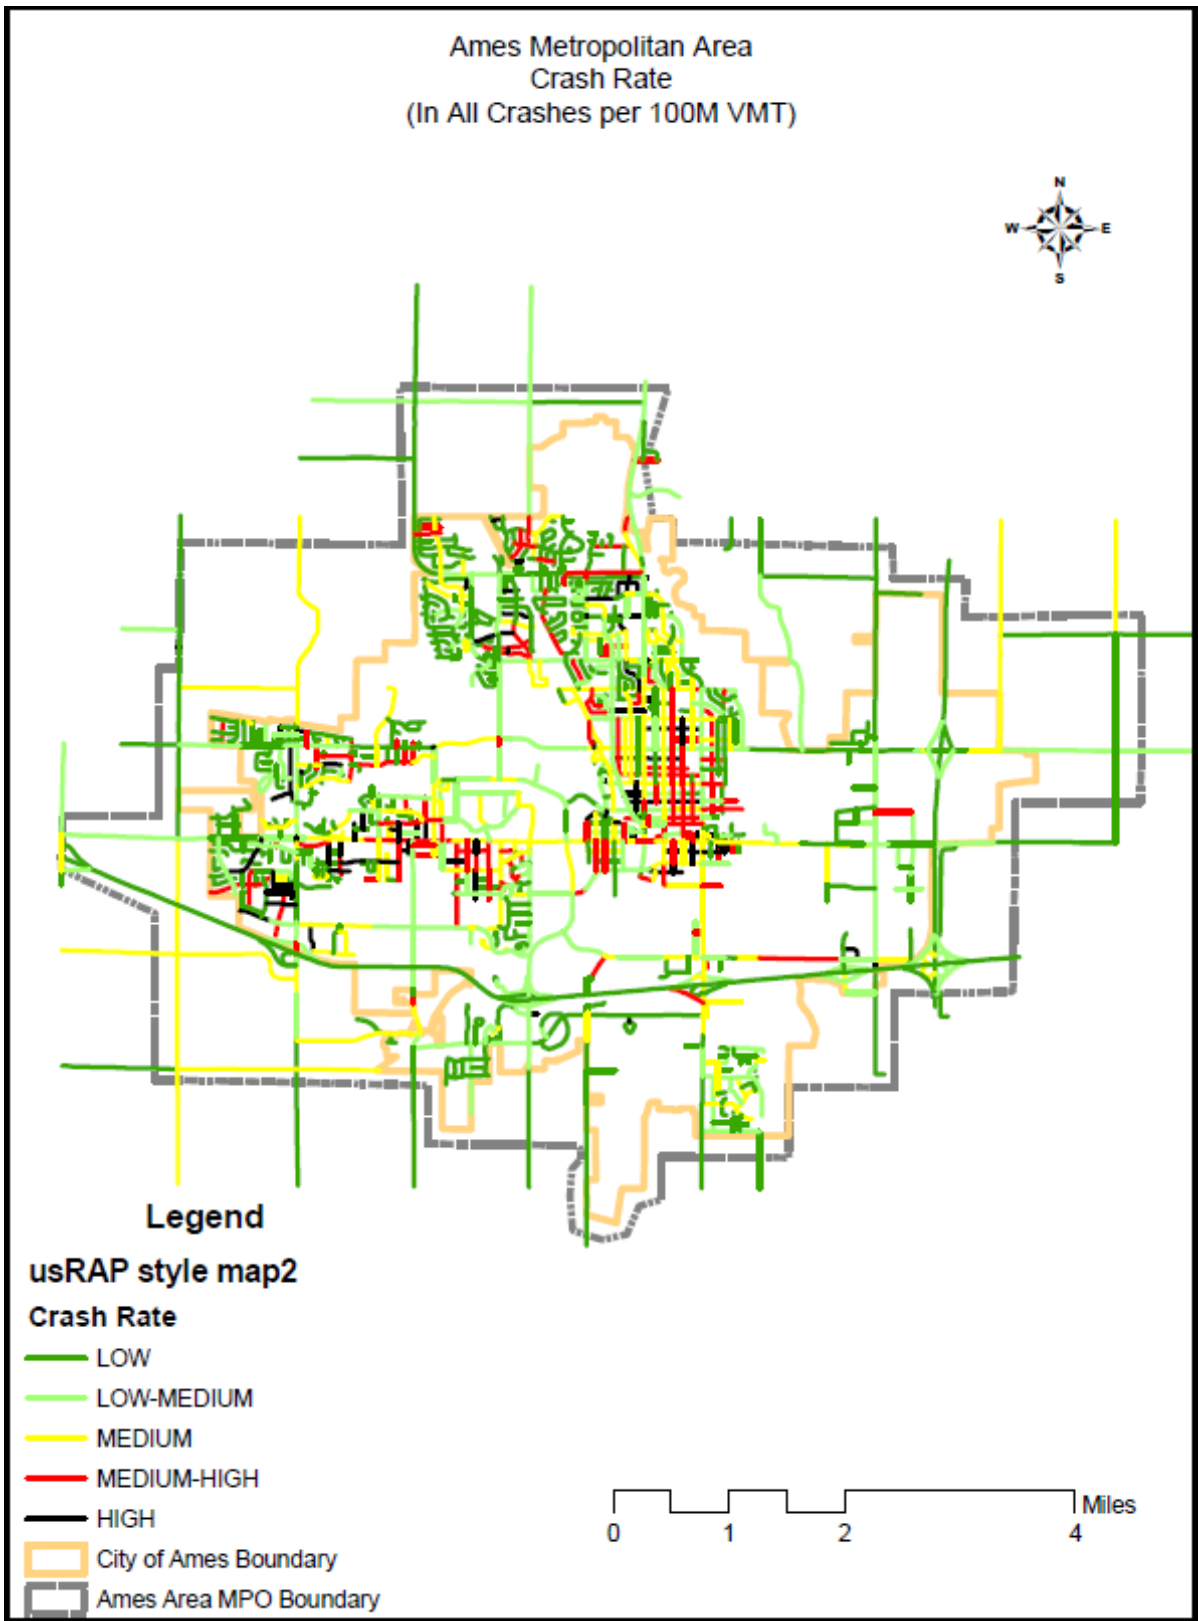 Ames Metropolitan Area
Crash Rate
(In All Crashes per 100M VMT)
N
W E
S
Legend
usRAP style map2
Crash Rate
LOW
LOW-MEDIUM
MEDIUM
MEDIUM-HIGH
HIGH
City of Ames Boundary
Ames Area MPO Boundary
Miles
0 1 2 4